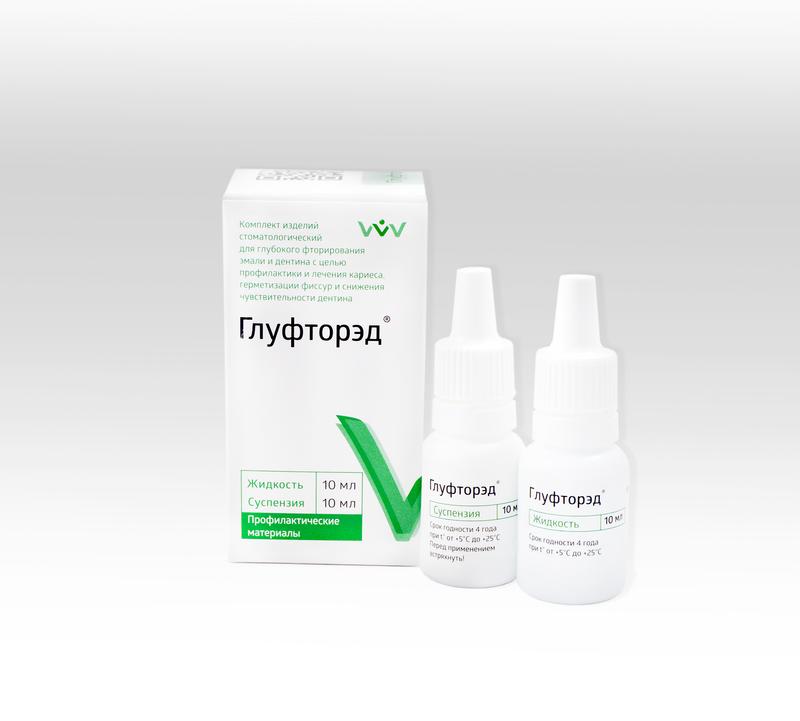 Комплект изделий
стоматологический
для глубокого фторирования
эмали и дентина с целью
профилактики и лечения кариеса,
герметизации фиссур и снижения
чувствительности дентина
Глуфторэд®
Жидкость 10 мл
Суспензия 10 мл
Профилактические
материалы
Глуфторэд®
Суспензия 10 м
Срок годности 4 года
при t° от +5°С до +25°С
Перед применением
встряхнуть!
Глуфторэд®
Жидкость 10 мл
Срок годности 4 года
при t° от +5°С до +25°С